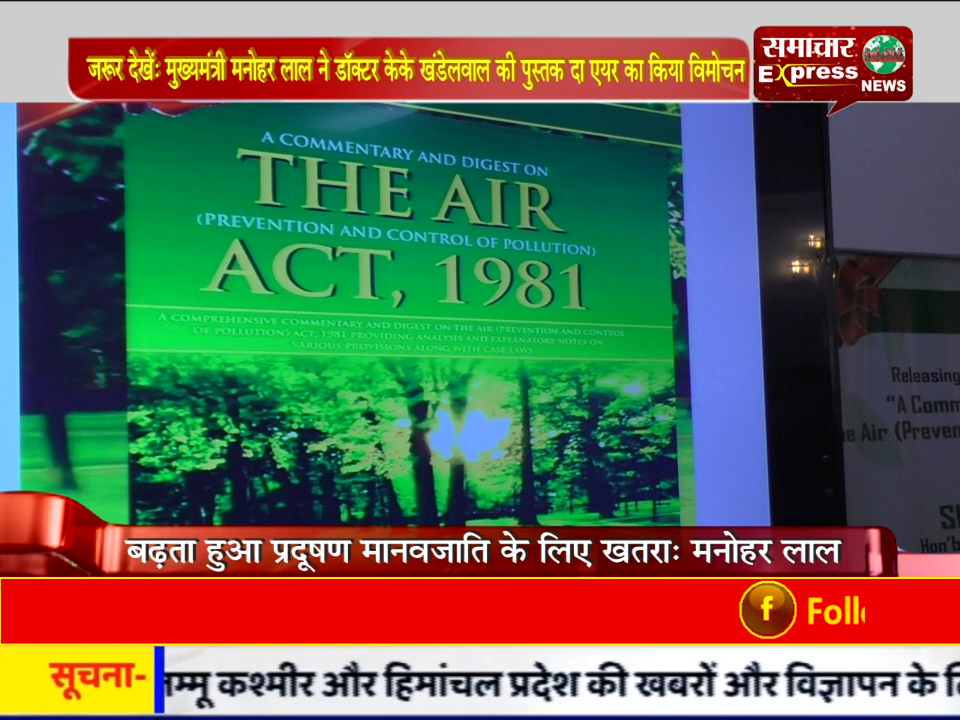 जरूर देखें: मुख्यमंत्री मनोहर लाल ने डॉक्टर केके खंडेलवाल की पुस्तक दा एयर का किया विमोचन
समाचार
Express
NEWS
A COMMENTARY AND DIGEST ON
THE AIR
(PREVENTION AND CONTROL OF POLLUTION)
ACT, 1981
A COMPREHENSIVE COMMENTARY AND DIGEST ON THE AIR (PREVENTION AND CONTROL
OF POLLUTION) ACT, 1981 PROVIDING ANALYSIS AND EXPLANATORY NOTES ON
VARIOUS PROVISIONS ALONG WITH CASE LAWS
Releasing
"A Comm
e Air (Preven
Hon'b
बढ़ता हुआ प्रदूषण मानवजाति के लिए खतरा: मनोहर लाल
f Foll
सूचना- म्मू कश्मीर और हिमांचल प्रदेश की खबरों और विज्ञापन के